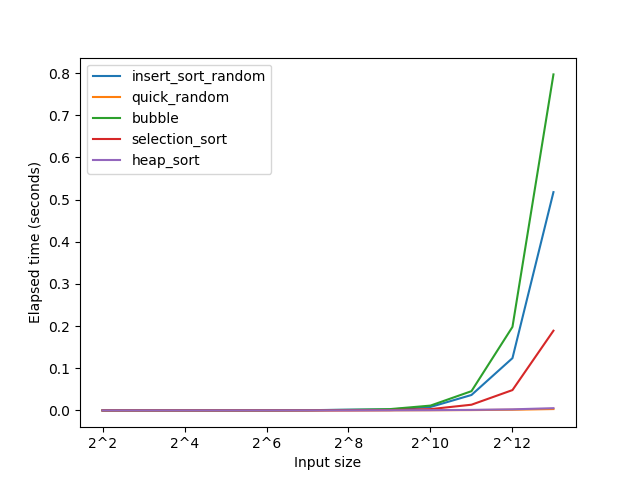 insert_sort_random
quick_random
bubble
selection_sort
heap_sort
Elapsed time (seconds)
0.8
0.7
0.6
0.5
0.4
0.3
0.2
0.1
0.0
2^2 2^4 2^6 2^8 2^10 2^12
Input size